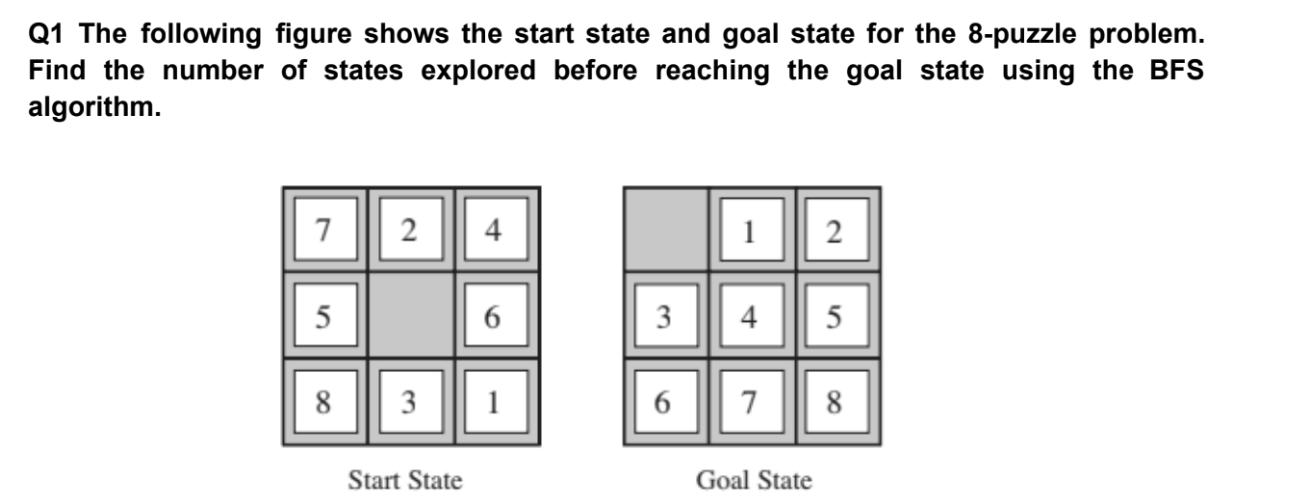 Q1 The following figure shows the start state and goal state for the 8-puzzle problem.
Find the number of states explored before reaching the goal state using the BFS
algorithm.
7 2 4
5 6
8 3 1
Start State
1 2
3 4 5
6 7 8
Goal State